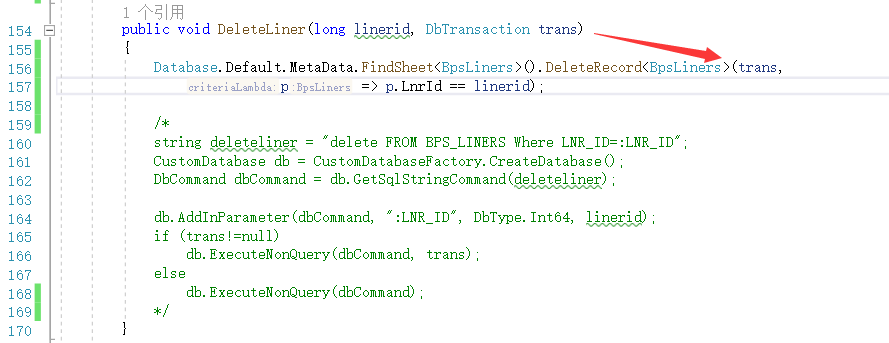 1 个引用
154 public void DeleteLiner(long linerid, DbTransaction trans)
155 {
156 Database.Default.MetaData.FindSheet<BpsLiners>().DeleteRecord<BpsLiners>(trans,
157 criteriaLambda: p :BpsLiners => p.LnrId == linerid);
158
159 /*
160 string deleteliner = "delete FROM BPS_LINERS Where LNR_ID=:LNR_ID";
161 CustomDatabase db = CustomDatabaseFactory.CreateDatabase();
162 DbCommand dbCommand = db.GetSqlStringCommand(deleteliner);
163
164 db.AddInParameter(dbCommand, ":LNR_ID", DbType.Int64, linerid);
165 if (trans!=null)
166 db.ExecuteNonQuery(dbCommand, trans);
167 else
168 db.ExecuteNonQuery(dbCommand);
169 */
170 }